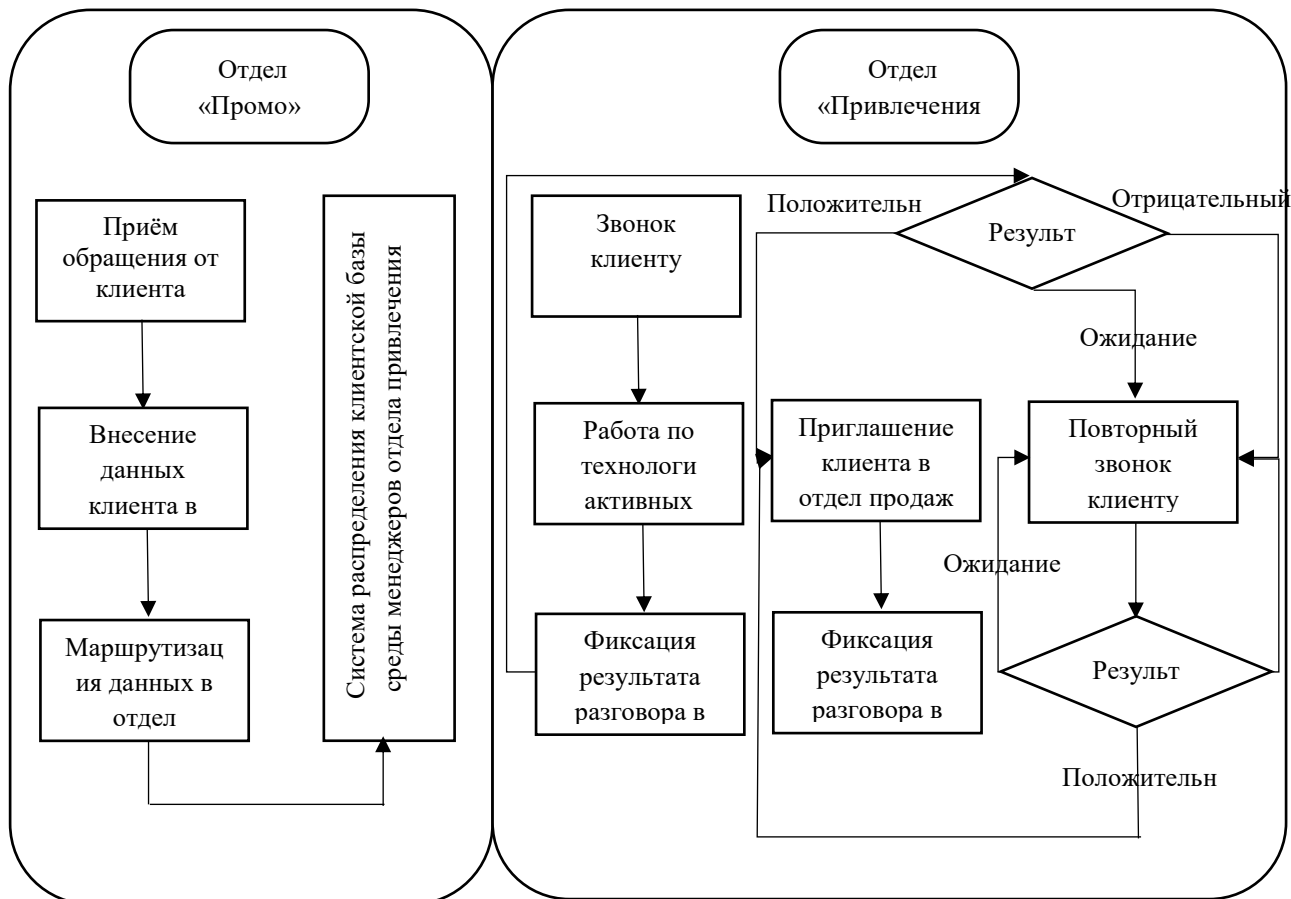 Отдел
«Промо»
Приём
обращения от
клиента
Внесение
данных
клиента в
Маршрутизац
ия данных в
отдел
Система распределения клиентской базы
среды менеджеров отдела привлечения
Отдел
«Привлечения
Звонок
клиенту
Работа по
технологи
активных
Фиксация
результата
разговора в
Положительн
Результ
Отрицательный
Ожидание
Приглашение
клиента в
отдел продаж
Фиксация
результата
разговора в
Повторный
звонок
клиенту
Ожидание
Результ
Положительн